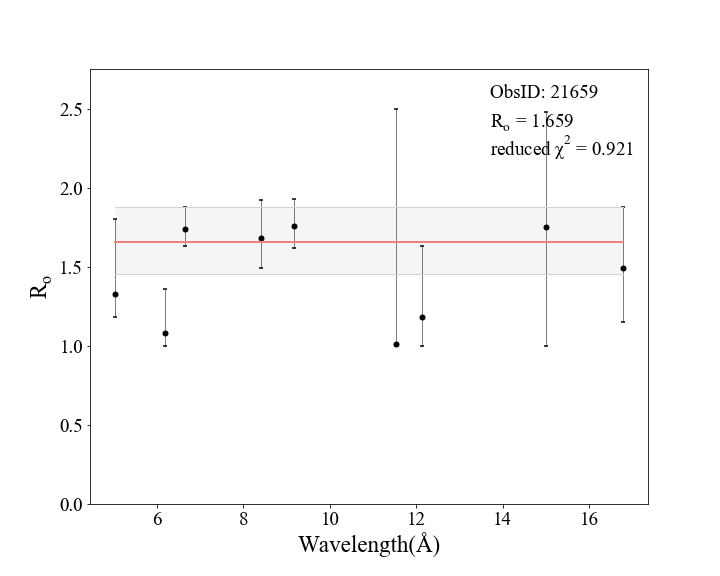 ObsID: 21659
Rₒ = 1.659
reduced χ² = 0.921
2.5
2.0
1.5
1.0
0.5
0.0
Rₒ
6 8 10 12 14 16
Wavelength(Å)